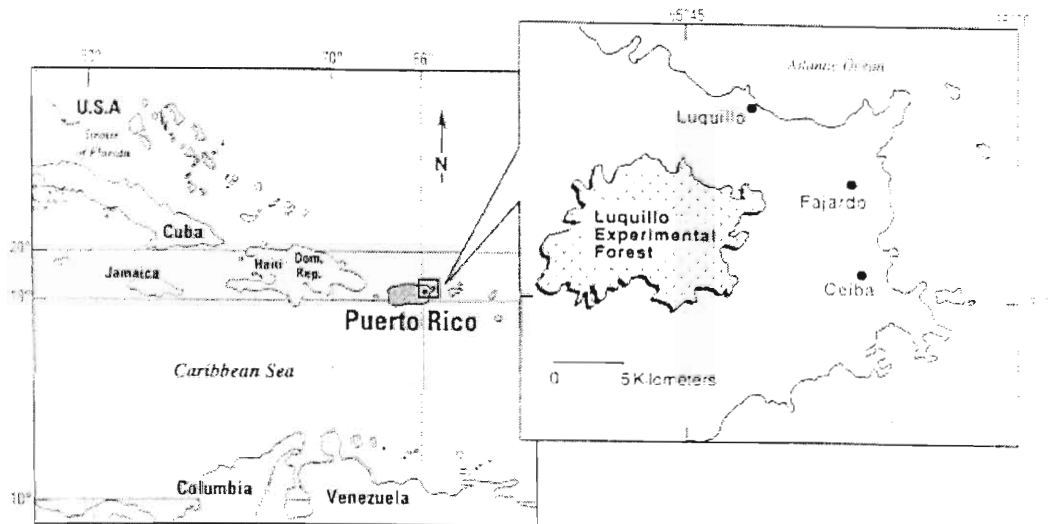 70°
66
U.S.A
Cuba
N
20°
Jamaica
Haiti
Dom.
Rep.
Puerto Rico
Caribbean Sea
10°
Columbia
Venezuela
Atlantic Ocean
Luquillo
Fajardo
Luquillo
Experimental
Forest
Ceiba
0
5 Kilometers